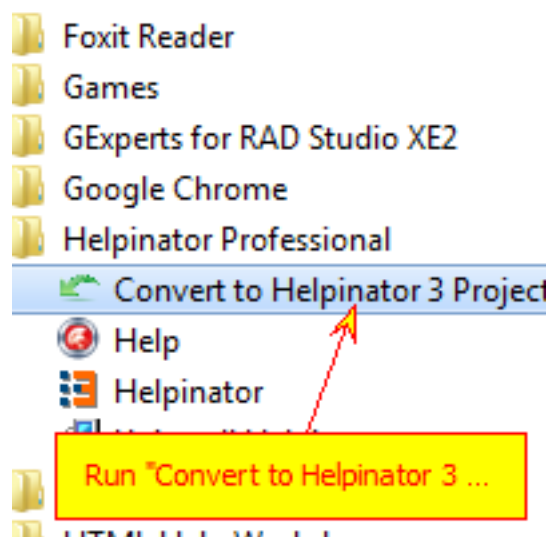 Foxit Reader
Games
GExperts for RAD Studio XE2
Google Chrome
Helpinator Professional
Convert to Helpinator 3 Project
Help
Helpinator
Run "Convert to Helpinator 3 ...